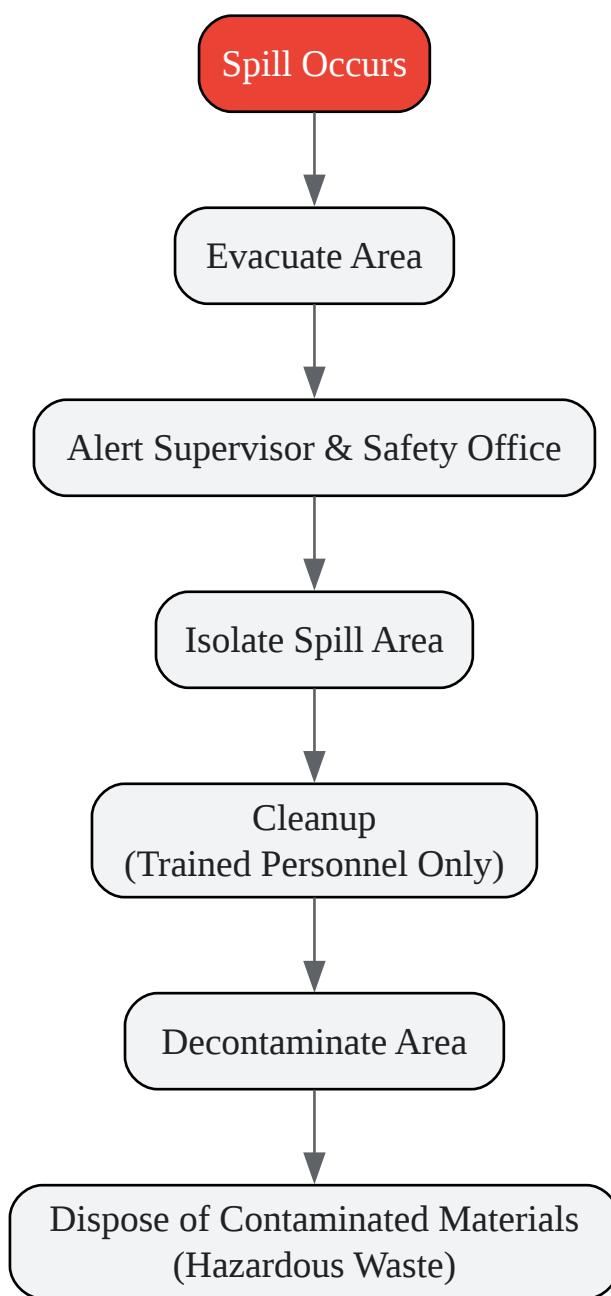 Spill Occurs
Evacuate Area
Alert Supervisor & Safety Office
Isolate Spill Area
Cleanup
(Trained Personnel Only)
Decontaminate Area
Dispose of Contaminated Materials
(Hazardous Waste)